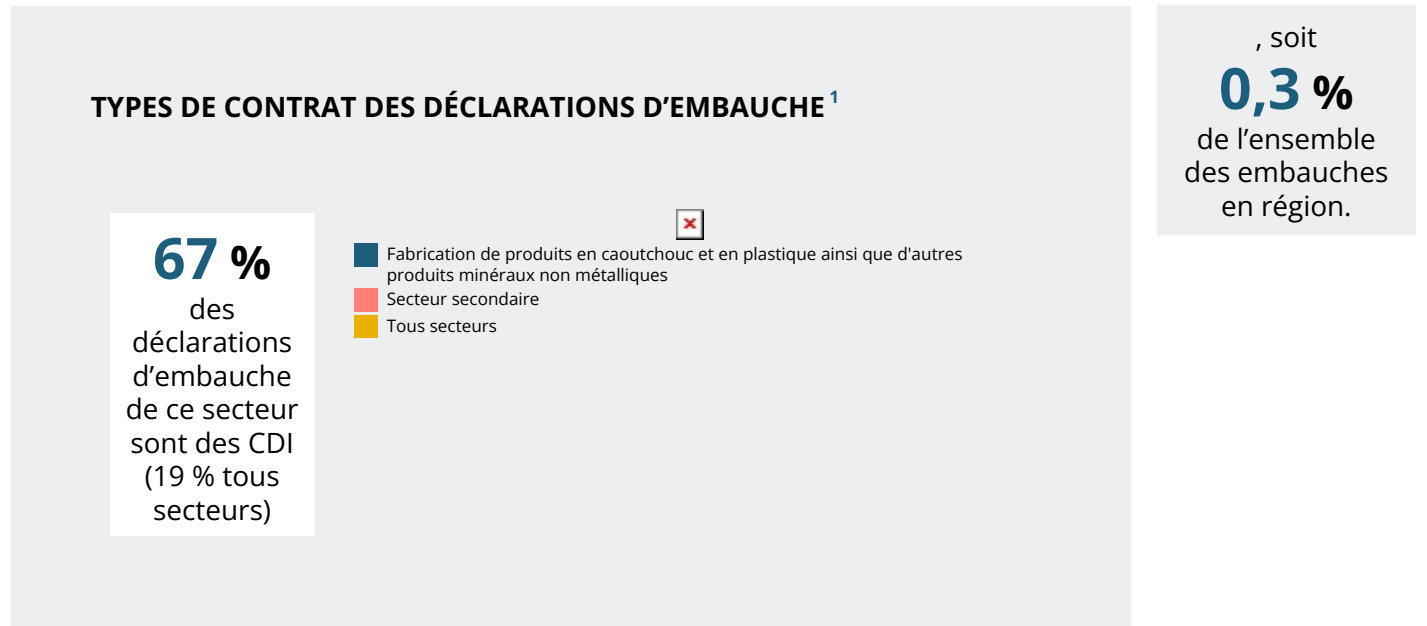 TYPES DE CONTRAT DES DÉCLARATIONS D'EMBAUCHE 1
67 %
des
déclarations
d'embauche
de ce secteur
sont des CDI
(19 % tous
secteurs)
Fabrication de produits en caoutchouc et en plastique ainsi que d'autres
produits minéraux non métalliques
Secteur secondaire
Tous secteurs
, soit
0,3 %
de l'ensemble
des embauches
en région.